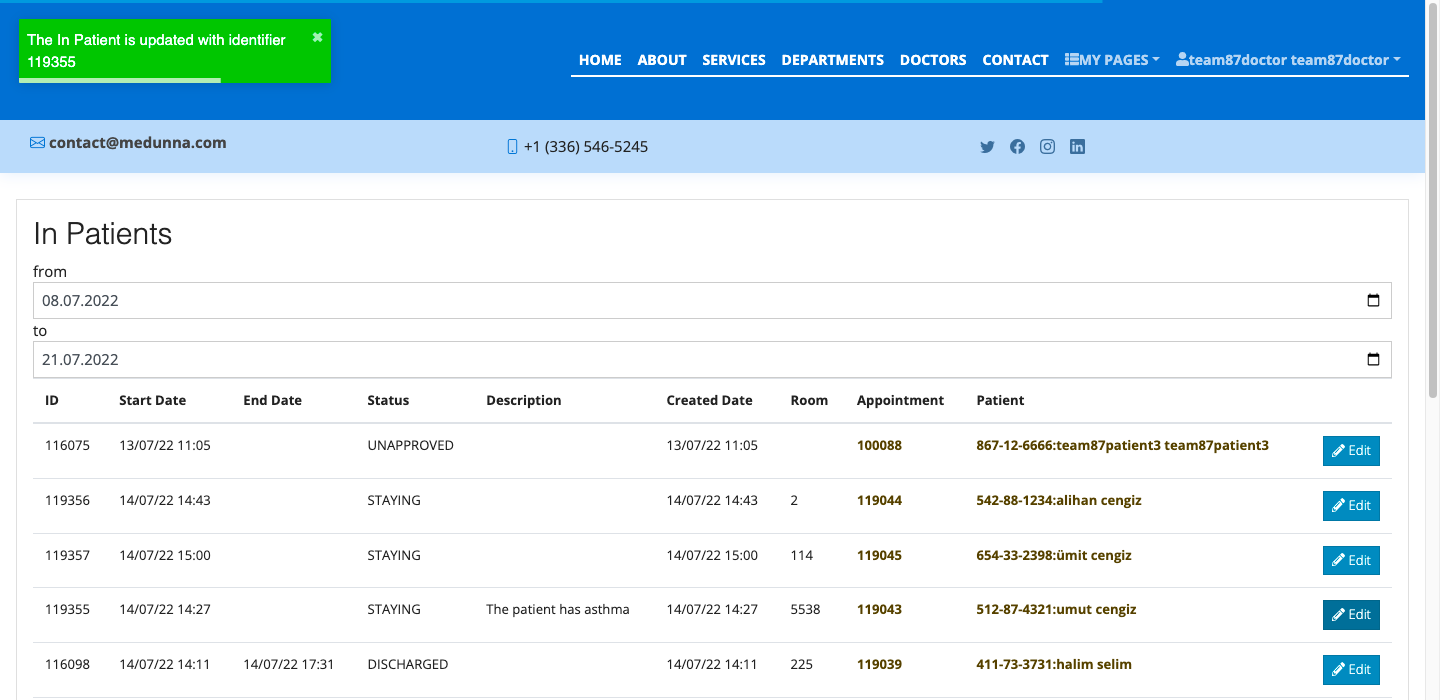 The In Patient is updated with identifier
119355
HOME ABOUT SERVICES DEPARTMENTS DOCTORS CONTACT MY PAGES team87doctor team87doctor
contact@medunna.com +1 (336) 546-5245
In Patients
from
08.07.2022
to
21.07.2022
ID Start Date End Date Status Description Created Date Room Appointment Patient
116075 13/07/22 11:05 UNAPPROVED 13/07/22 11:05 100088 867-12-6666:team87patient3 team87patient3 Edit
119356 14/07/22 14:43 STAYING 14/07/22 14:43 2 119044 542-88-1234:alihan cengiz Edit
119357 14/07/22 15:00 STAYING 14/07/22 15:00 114 119045 654-33-2398:ümit cengiz Edit
119355 14/07/22 14:27 STAYING The patient has asthma 14/07/22 14:27 5538 119043 512-87-4321:umut cengiz Edit
116098 14/07/22 14:11 14/07/22 17:31 DISCHARGED 14/07/22 14:11 225 119039 411-73-3731:halim selim Edit